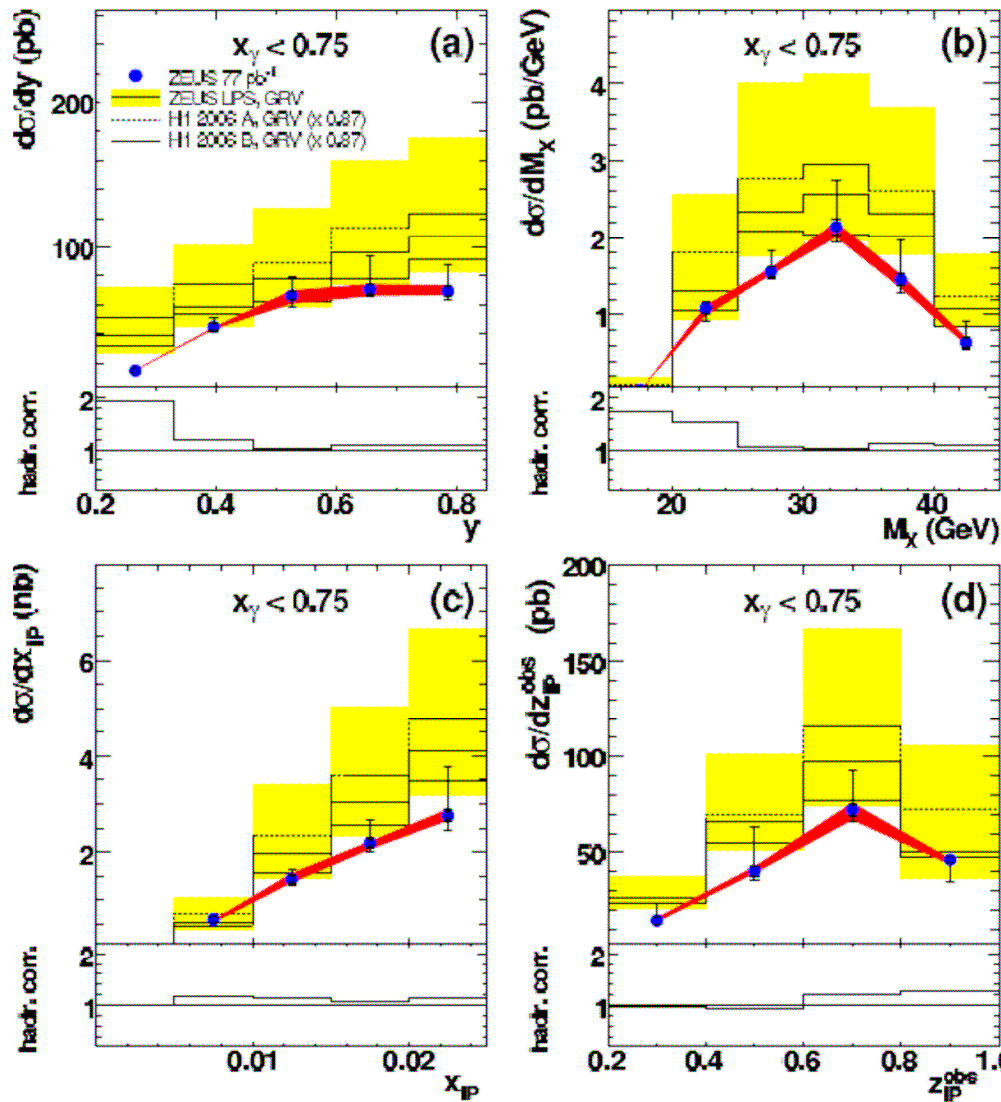 dσ/dy (pb)
x_γ < 0.75
(a)
ZEUS 77 pb⁻¹
ZEUS LPS, GRV
H1 2006 A, GRV (x 0.87)
H1 2006 B, GRV (x 0.87)
200
100
hadr. corr.
2
1
0.2 0.4 0.6 0.8
y
dσ/dM_X (pb/GeV)
x_γ < 0.75
(b)
4
3
2
1
hadr. corr.
2
1
20 30 40
M_X (GeV)
dσ/dx_IP (nb)
x_γ < 0.75
(c)
6
4
2
hadr. corr.
2
1
0.01 0.02
x_IP
dσ/dz_IP^obs (pb)
x_γ < 0.75
(d)
200
150
100
50
hadr. corr.
2
1
0.2 0.4 0.6 0.8 1.0
z_IP^obs